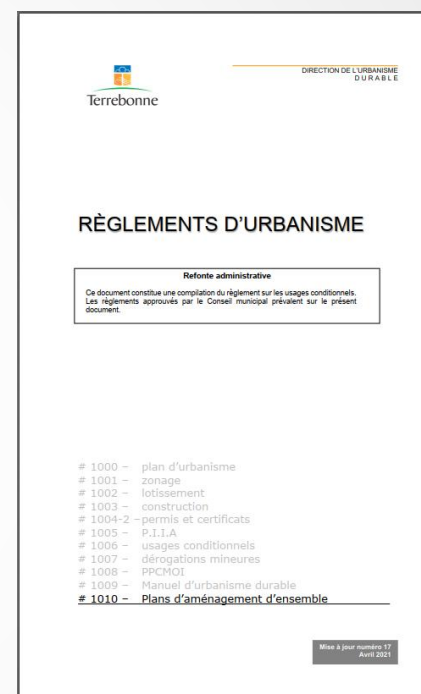 DIRECTION DE L'URBANISME
DURABLE
Terrebonne
RÈGLEMENTS D'URBANISME
Refonte administrative
Ce document constitue une compilation du règlement sur les usages conditionnels.
Les règlements approuvés par le Conseil municipal prévalent sur le présent
document.
# 1000 – plan d'urbanisme
# 1001 – zonage
# 1002 – lotissement
# 1003 – construction
# 1004-2 –permis et certificats
# 1005 – P.I.I.A
# 1006 – usages conditionnels
# 1007 – dérogations mineures
# 1008 – PPCMOI
# 1009 – Manuel d'urbanisme durable
# 1010 – Plans d'aménagement d'ensemble
Mise à jour numéro 17
Avril 2021